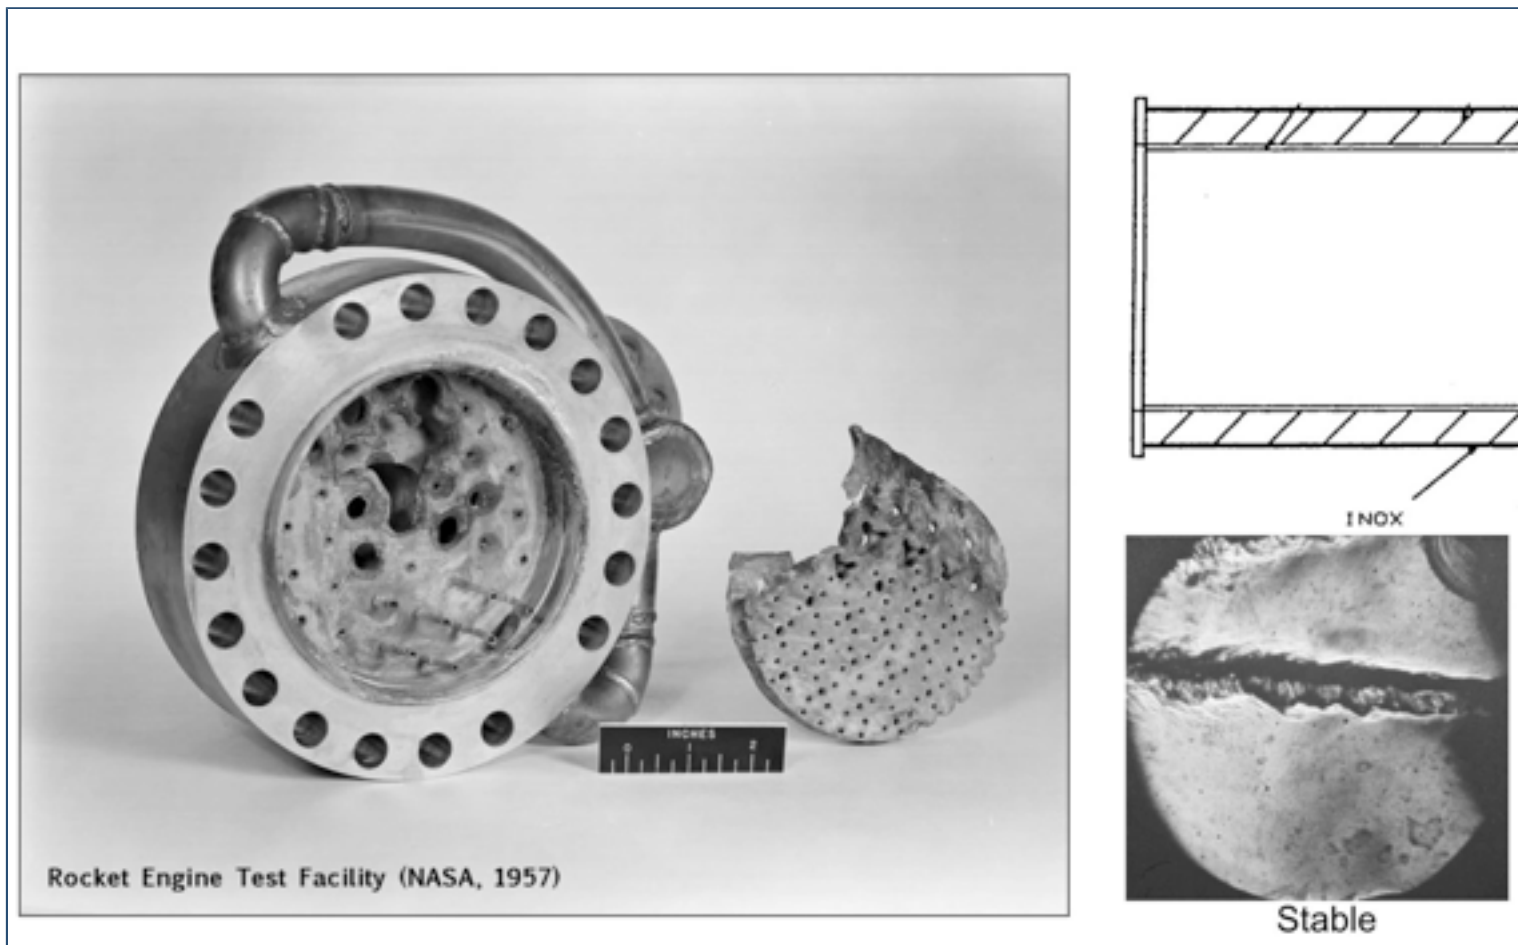 INOX
INCHES
0 1 2
Rocket Engine Test Facility (NASA, 1957)
Stable